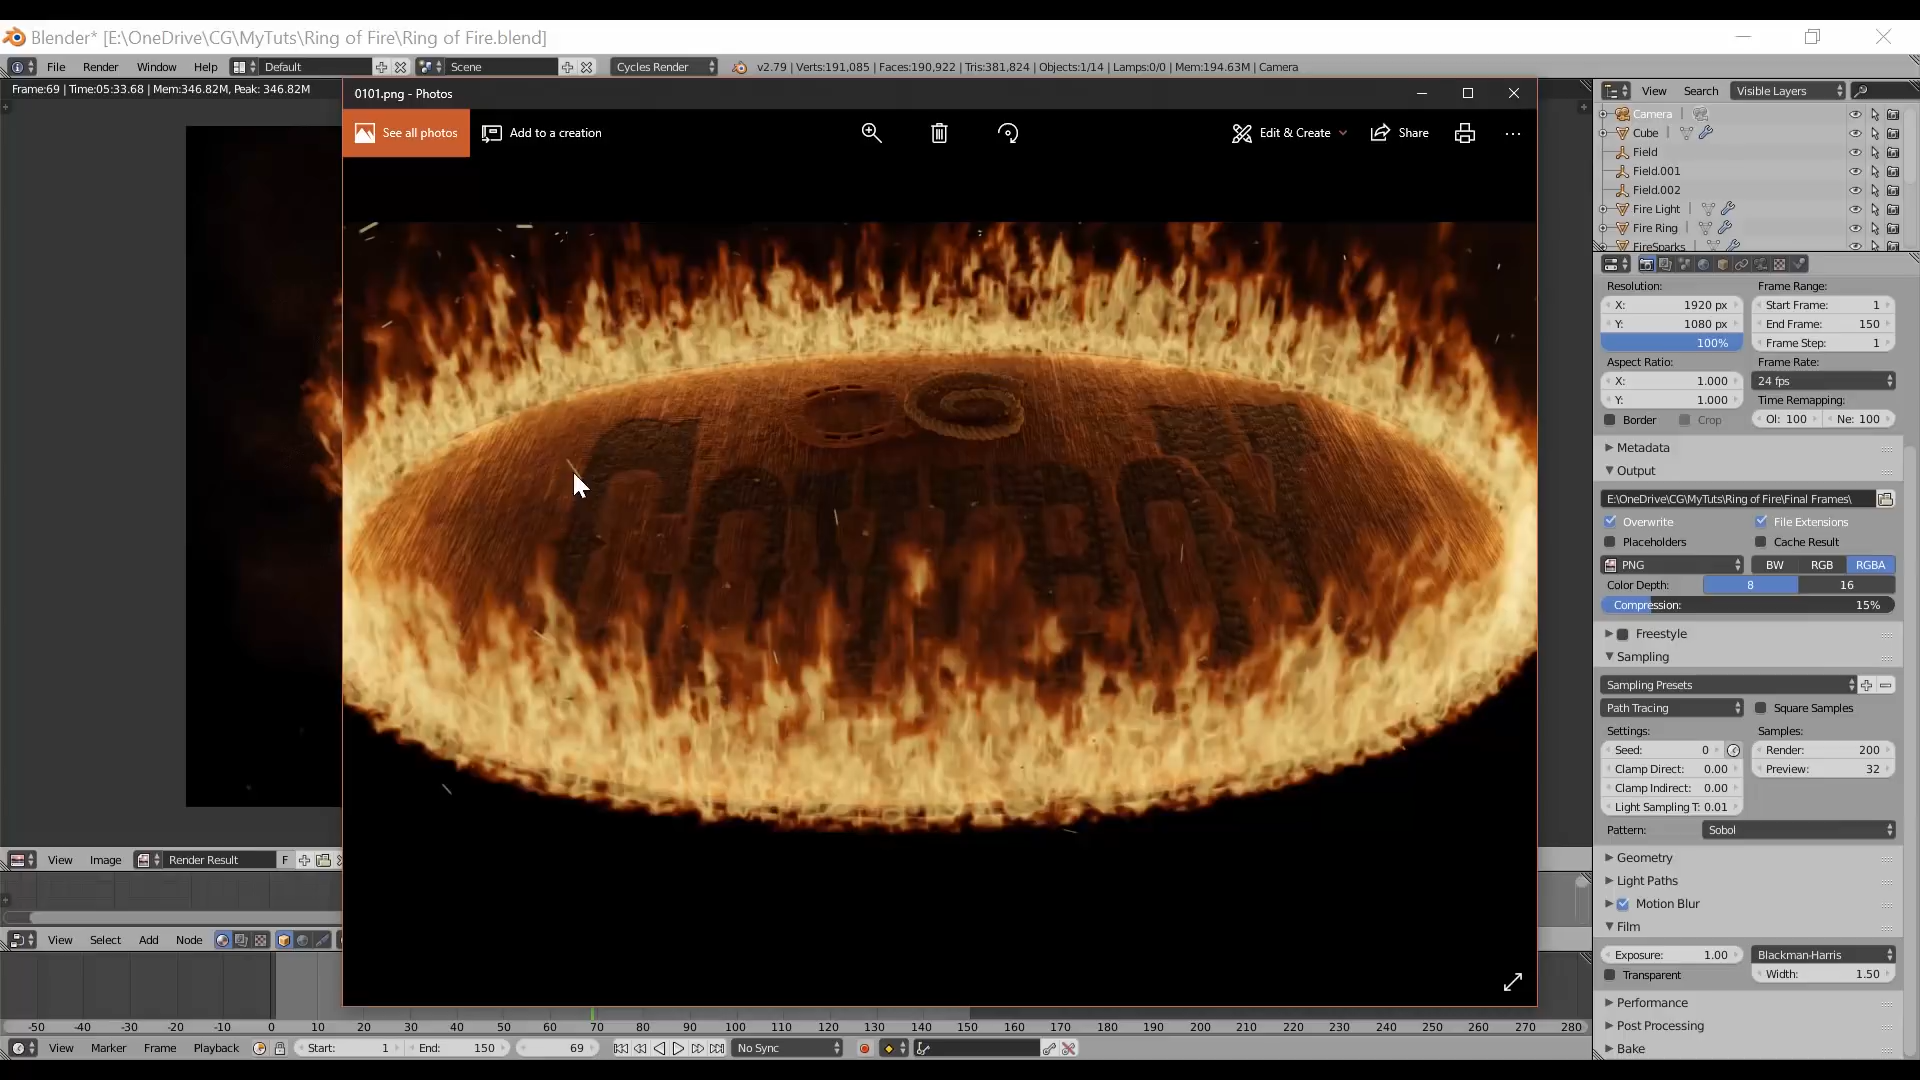 Blender* [E:\OneDrive\CG\MyTuts\Ring of Fire\Ring of Fire.blend]
File Render Window Help Default Scene Cycles Render v2.79 | Verts:191,085 | Faces:190,922 | Tris:381,824 | Objects:1/14 | Lamps:0/0 | Mem:194.63M | Camera
Frame:69 | Time:05:33.68 | Mem:346.82M, Peak: 346.82M
0101.png - Photos
See all photos Add to a creation Edit & Create Share
View Search Visible Layers
Camera
Cube
Field
Field.001
Field.002
Fire Light
Fire Ring
FireSparks
Resolution: Frame Range:
X: 1920 px Start Frame: 1
Y: 1080 px End Frame: 150
100% Frame Step: 1
Aspect Ratio: Frame Rate:
X: 1.000 24 fps
Y: 1.000 Time Remapping:
Border Crop Ol: 100 Ne: 100
Metadata
Output
E:\OneDrive\CG\MyTuts\Ring of Fire\Final Frames\
Overwrite File Extensions
Placeholders Cache Result
PNG BW RGB RGBA
Color Depth: 8 16
Compression: 15%
Freestyle
Sampling
Sampling Presets
Path Tracing Square Samples
Settings: Samples:
Seed: 0 Render: 200
Clamp Direct: 0.00 Preview: 32
Clamp Indirect: 0.00
Light Sampling T: 0.01
Pattern: Sobol
Geometry
Light Paths
Motion Blur
Film
Exposure: 1.00 Blackman-Harris
Transparent Width: 1.50
Performance
Post Processing
Bake
View Image Render Result F
View Select Add Node
-50 -40 -30 -20 -10 0 10 20 30 40 50 60 70 80 90 100 110 120 130 140 150 160 170 180 190 200 210 220 230 240 250 260 270 280
View Marker Frame Playback Start: 1 End: 150 69 No Sync